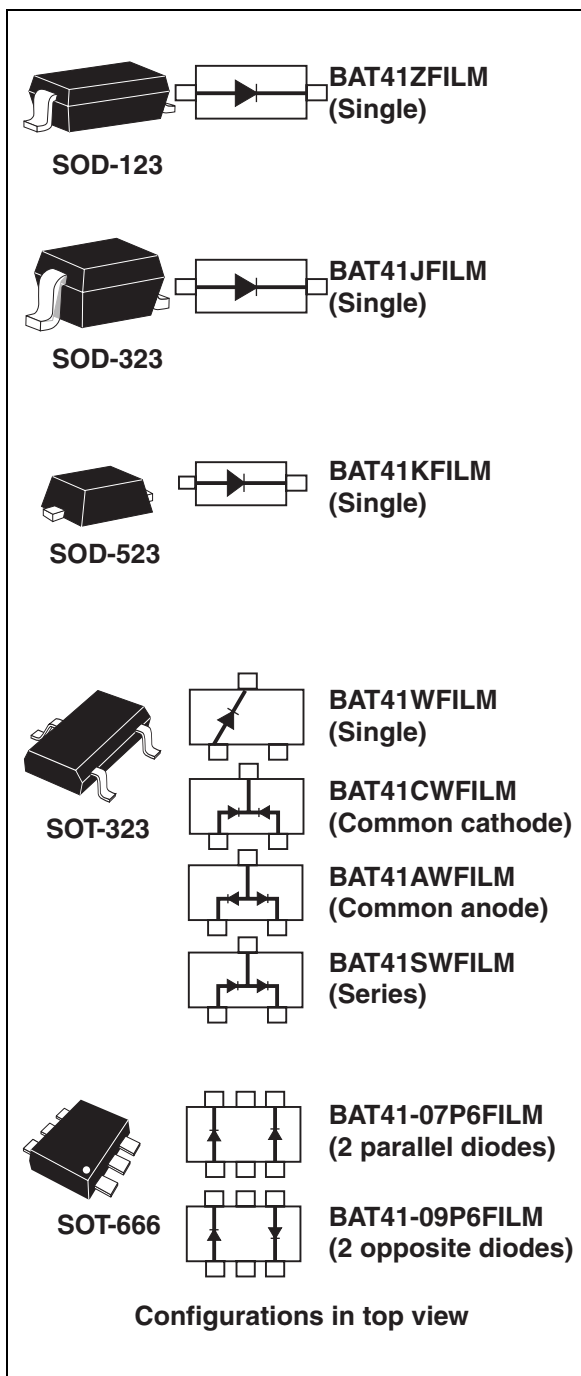 BAT41ZFILM
(Single)
SOD-123
BAT41JFILM
(Single)
SOD-323
BAT41KFILM
(Single)
SOD-523
BAT41WFILM
(Single)
SOT-323
BAT41CWFILM
(Common cathode)
BAT41AWFILM
(Common anode)
BAT41SWFILM
(Series)
BAT41-07P6FILM
(2 parallel diodes)
SOT-666
BAT41-09P6FILM
(2 opposite diodes)
Configurations in top view